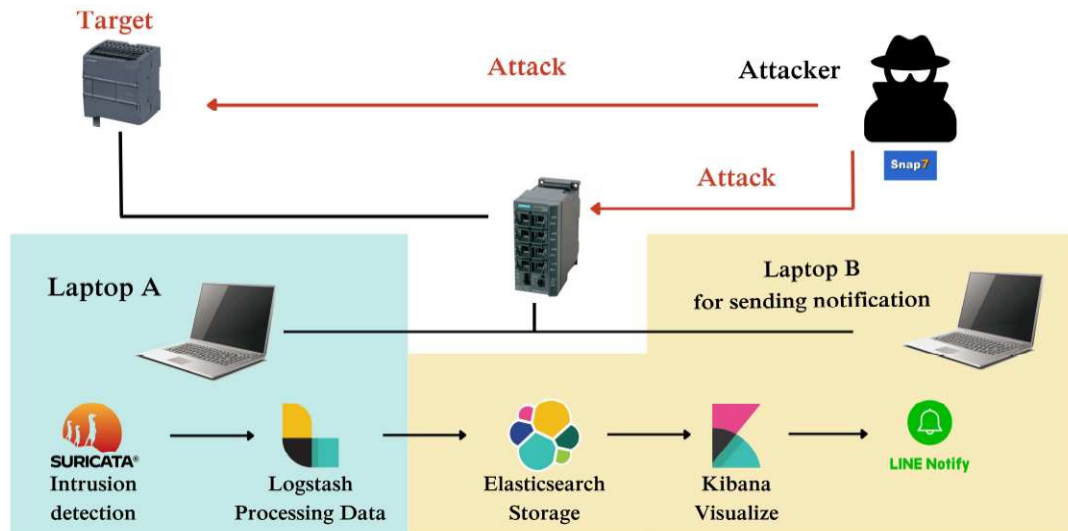 Target
Attack
Attacker
Snap7
Attack
Laptop A
Laptop B
for sending notification
SURICATA®
Intrusion
detection
Logstash
Processing Data
Elasticsearch
Storage
Kibana
Visualize
LINE Notify